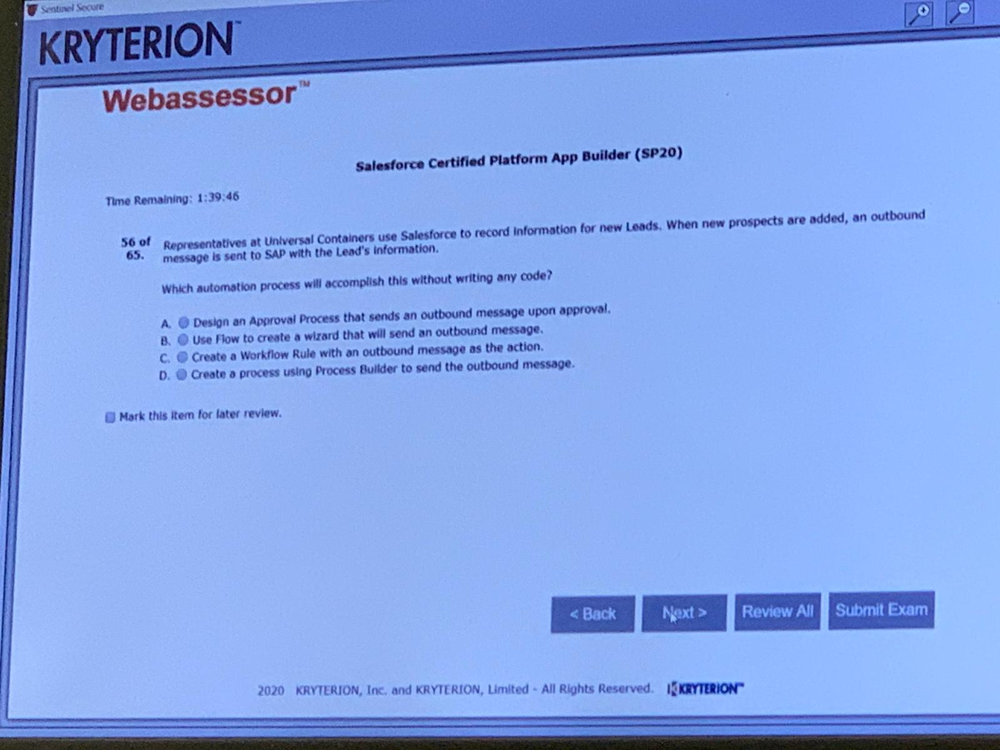 Sentinel Secure
KRYTERION™
Webassessor™
Salesforce Certified Platform App Builder (SP20)
Time Remaining: 1:39:46
56 of 65. Representatives at Universal Containers use Salesforce to record information for new Leads. When new prospects are added, an outbound
message is sent to SAP with the Lead's information.
Which automation process will accomplish this without writing any code?
A. Design an Approval Process that sends an outbound message upon approval.
B. Use Flow to create a wizard that will send an outbound message.
C. Create a Workflow Rule with an outbound message as the action.
D. Create a process using Process Builder to send the outbound message.
Mark this item for later review.
< Back Next > Review All Submit Exam
2020 KRYTERION, Inc. and KRYTERION, Limited - All Rights Reserved. KRYTERION™